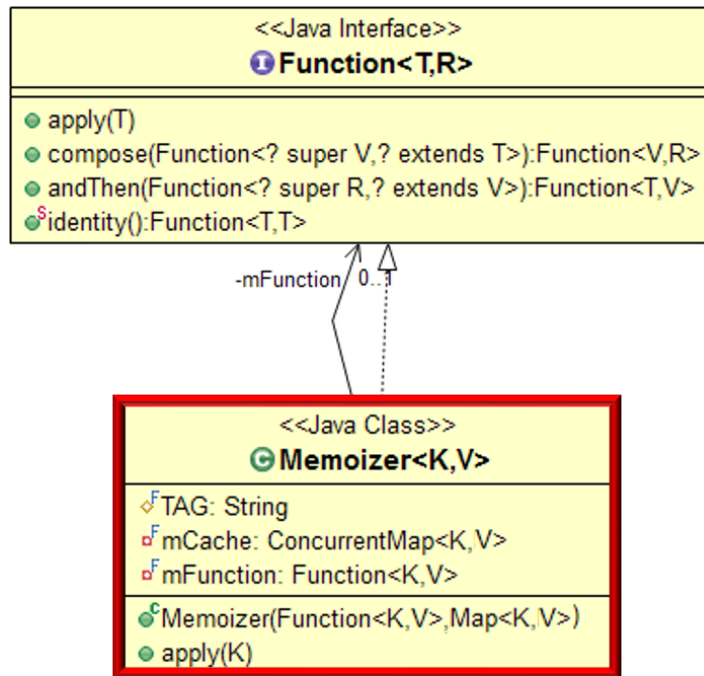 <<Java Interface>>
I Function<T,R>
apply(T)
compose(Function<? super V,? extends T>):Function<V,R>
andThen(Function<? super R,? extends V>):Function<T,V>
S identity():Function<T,T>
-mFunction 0..1
<<Java Class>>
C Memoizer<K,V>
F TAG: String
F mCache: ConcurrentMap<K,V>
F mFunction: Function<K,V>
C Memoizer(Function<K,V>,Map<K,V>)
apply(K)